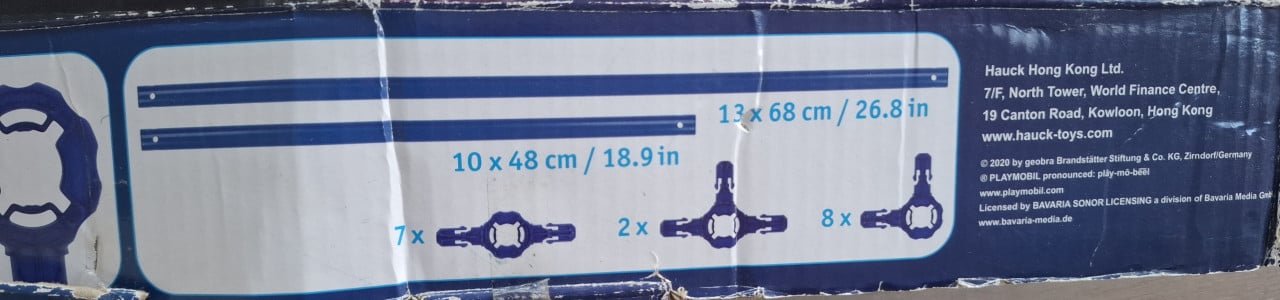 13 x 68 cm / 26.8 in
10 x 48 cm / 18.9 in
7 x
2 x
8 x
Hauck Hong Kong Ltd.
7/F, North Tower, World Finance Centre,
19 Canton Road, Kowloon, Hong Kong
www.hauck-toys.com
© 2020 by geobra Brandstätter Stiftung & Co. KG, Zirndorf/Germany
® PLAYMOBIL pronounced: plāy-mō-bēēl
www.playmobil.com
Licensed by BAVARIA SONOR LICENSING a division of Bavaria Media
www.bavaria-media.de